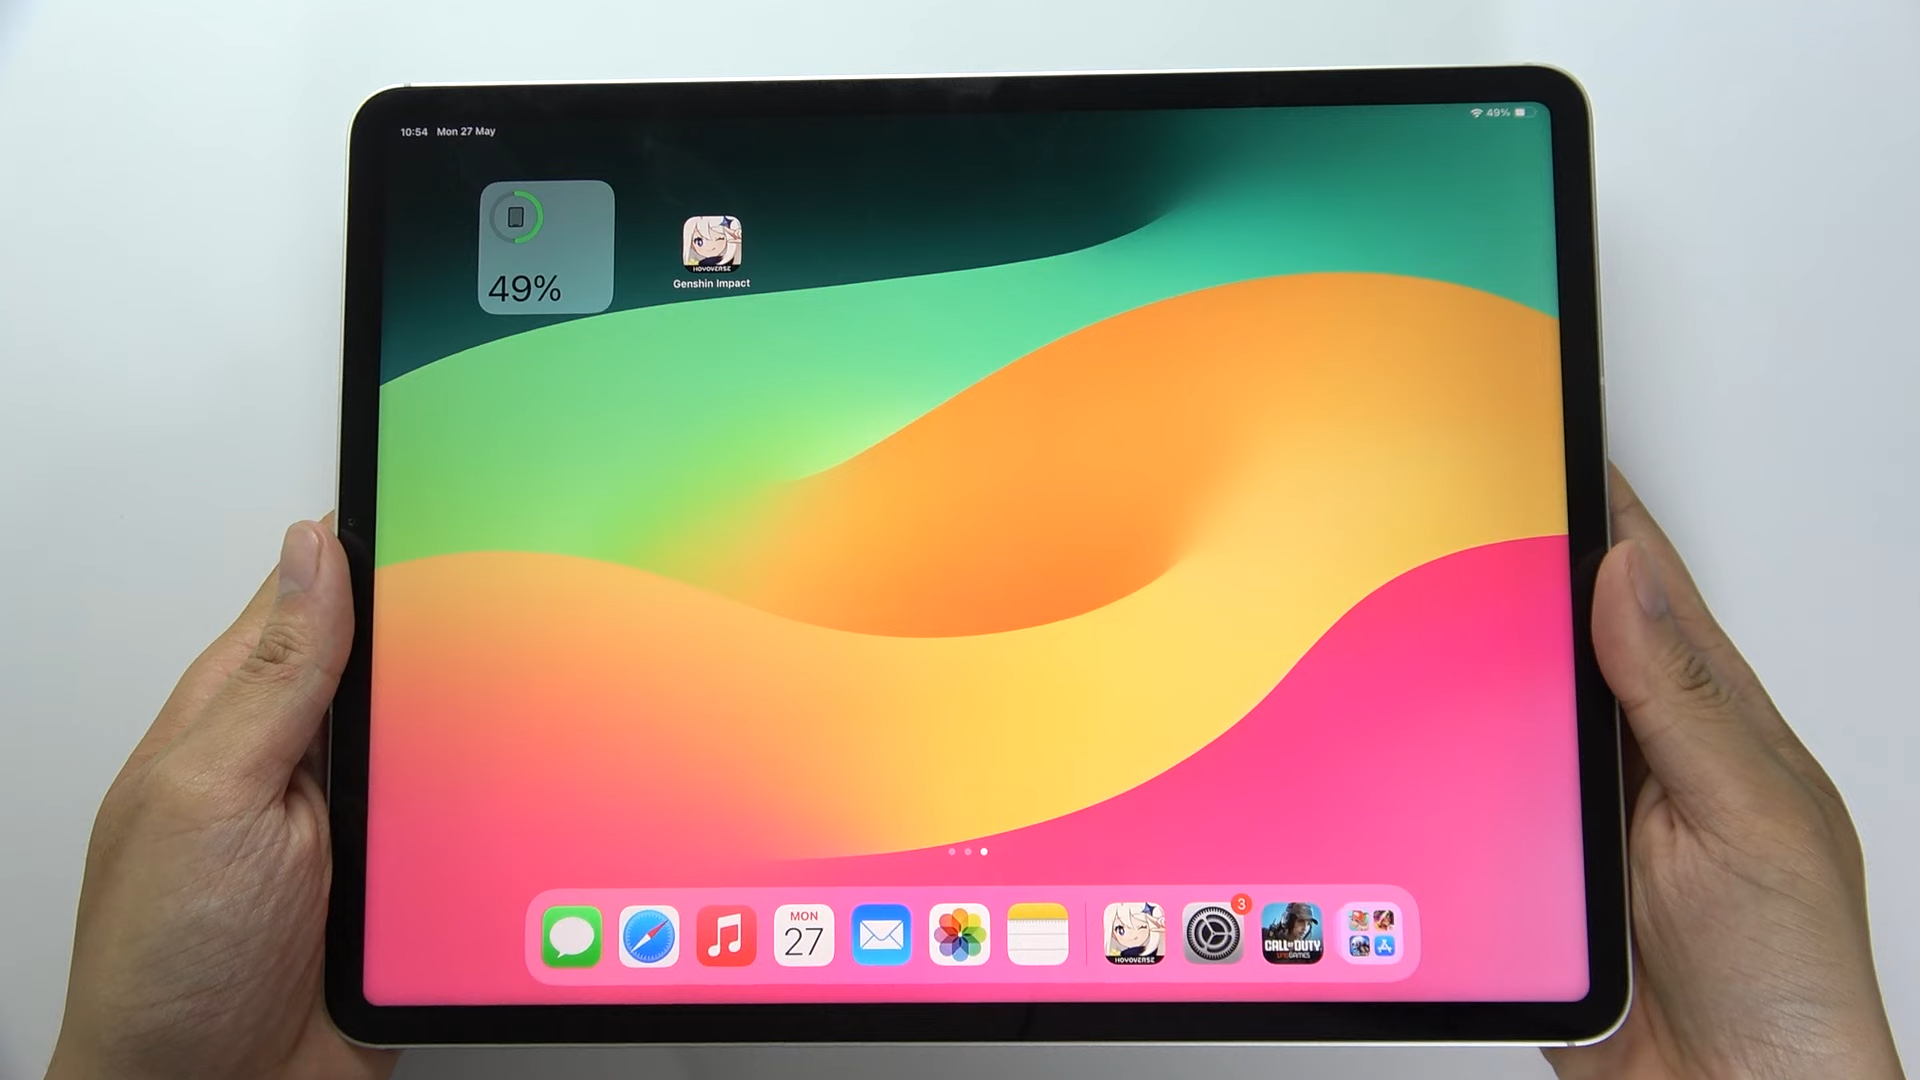 10:54 Mon 27 May
49%
49%
HOYOVERSE
Genshin Impact
MON
27
HOYOVERSE
3
CALL OF DUTY